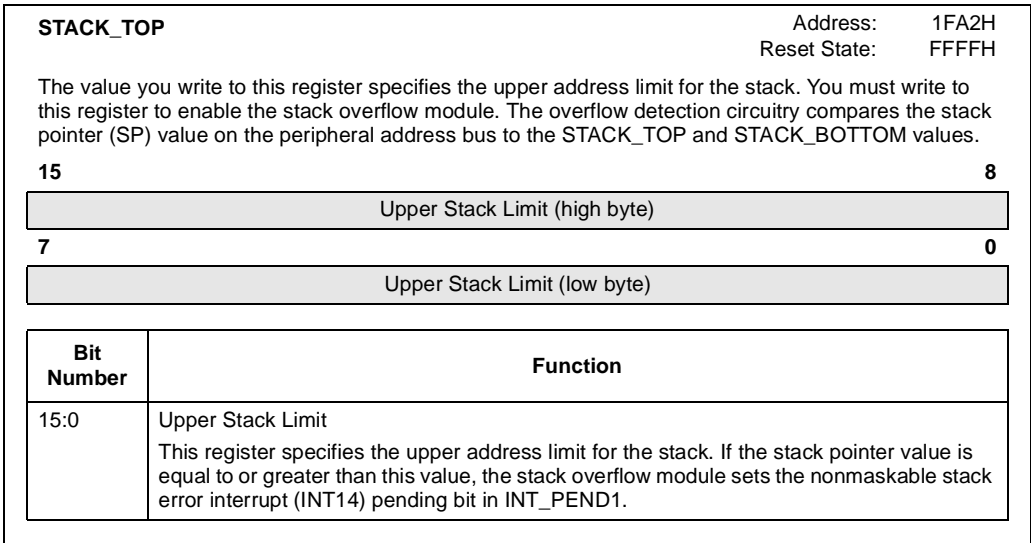 STACK_TOP Address: 1FA2H
Reset State: FFFFH
The value you write to this register specifies the upper address limit for the stack. You must write to
this register to enable the stack overflow module. The overflow detection circuitry compares the stack
pointer (SP) value on the peripheral address bus to the STACK_TOP and STACK_BOTTOM values.
15 8
Upper Stack Limit (high byte)
7 0
Upper Stack Limit (low byte)
Bit
Number
Function
15:0 Upper Stack Limit
This register specifies the upper address limit for the stack. If the stack pointer value is
equal to or greater than this value, the stack overflow module sets the nonmaskable stack
error interrupt (INT14) pending bit in INT_PEND1.